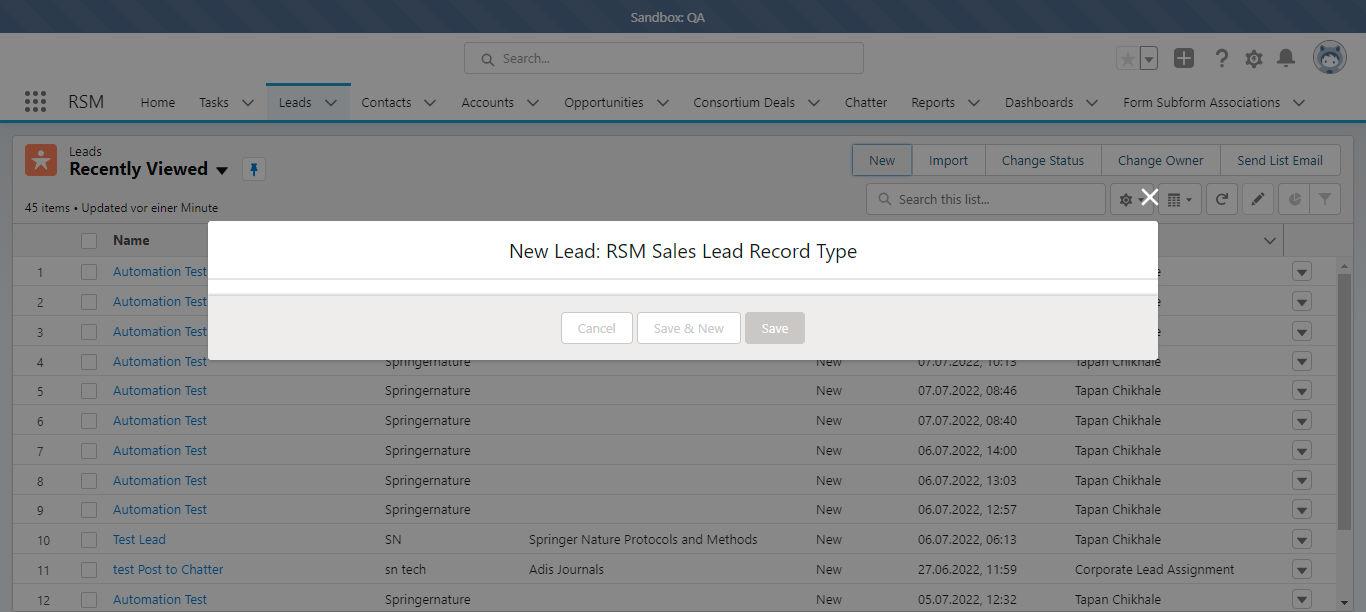 Sandbox: QA
Search...
RSM Home Tasks Leads Contacts Accounts Opportunities Consortium Deals Chatter Reports Dashboards Form Subform Associations
Leads
Recently Viewed
New Import Change Status Change Owner Send List Email
45 items • Updated vor einer Minute
Search this list...
Name
New Lead: RSM Sales Lead Record Type
1 Automation Test
2 Automation Test
3 Automation Test
Cancel Save & New Save
4 Automation Test Springernature New 07.07.2022, 10:13 Tapan Chikhale
5 Automation Test Springernature New 07.07.2022, 08:46 Tapan Chikhale
6 Automation Test Springernature New 07.07.2022, 08:40 Tapan Chikhale
7 Automation Test Springernature New 06.07.2022, 14:00 Tapan Chikhale
8 Automation Test Springernature New 06.07.2022, 13:03 Tapan Chikhale
9 Automation Test Springernature New 06.07.2022, 12:57 Tapan Chikhale
10 Test Lead SN Springer Nature Protocols and Methods New 06.07.2022, 06:13 Tapan Chikhale
11 test Post to Chatter sn tech Adis Journals New 27.06.2022, 11:59 Corporate Lead Assignment
12 Automation Test Springernature New 05.07.2022, 12:32 Tapan Chikhale